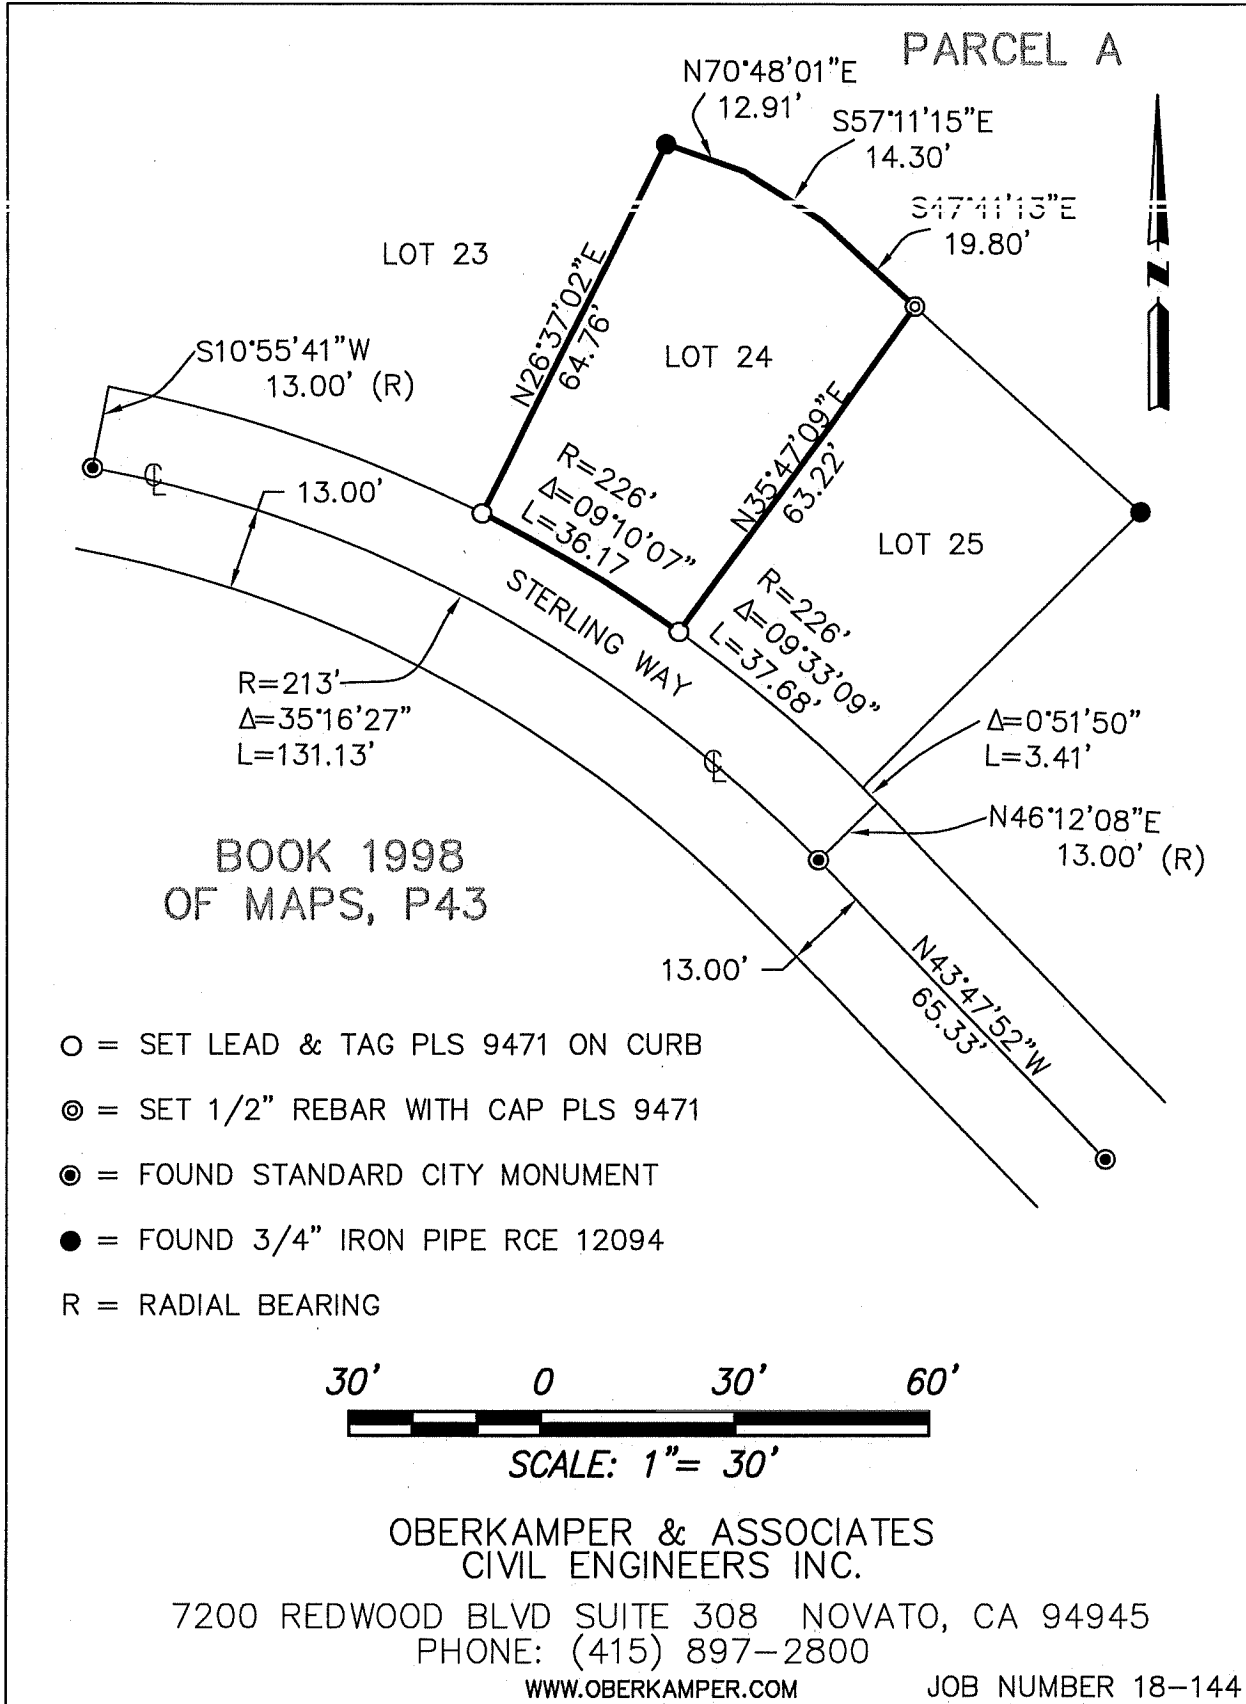 PARCEL A
N70°48'01"E
12.91'
S57°11'15"E
14.30'
S47°41'13"E
19.80'
LOT 23
N26°37'02"E
64.76'
LOT 24
N
S10°55'41"W
13.00' (R)
N35°47'09"E
63.22'
R=226'
Δ=09°10'07"
L=36.17
℄
13.00'
LOT 25
STERLING WAY
R=226'
Δ=09°33'09"
L=37.68'
R=213'
Δ=35°16'27"
L=131.13'
Δ=0°51'50"
L=3.41'
℄
N46°12'08"E
13.00' (R)
BOOK 1998
OF MAPS, P43
13.00'
N43°47'52"W
65.33'
= SET LEAD & TAG PLS 9471 ON CURB
= SET 1/2" REBAR WITH CAP PLS 9471
= FOUND STANDARD CITY MONUMENT
= FOUND 3/4" IRON PIPE RCE 12094
R = RADIAL BEARING
30' 0 30' 60'
SCALE: 1"= 30'
OBERKAMPER & ASSOCIATES
CIVIL ENGINEERS INC.
7200 REDWOOD BLVD SUITE 308 NOVATO, CA 94945
PHONE: (415) 897-2800
WWW.OBERKAMPER.COM
JOB NUMBER 18-144